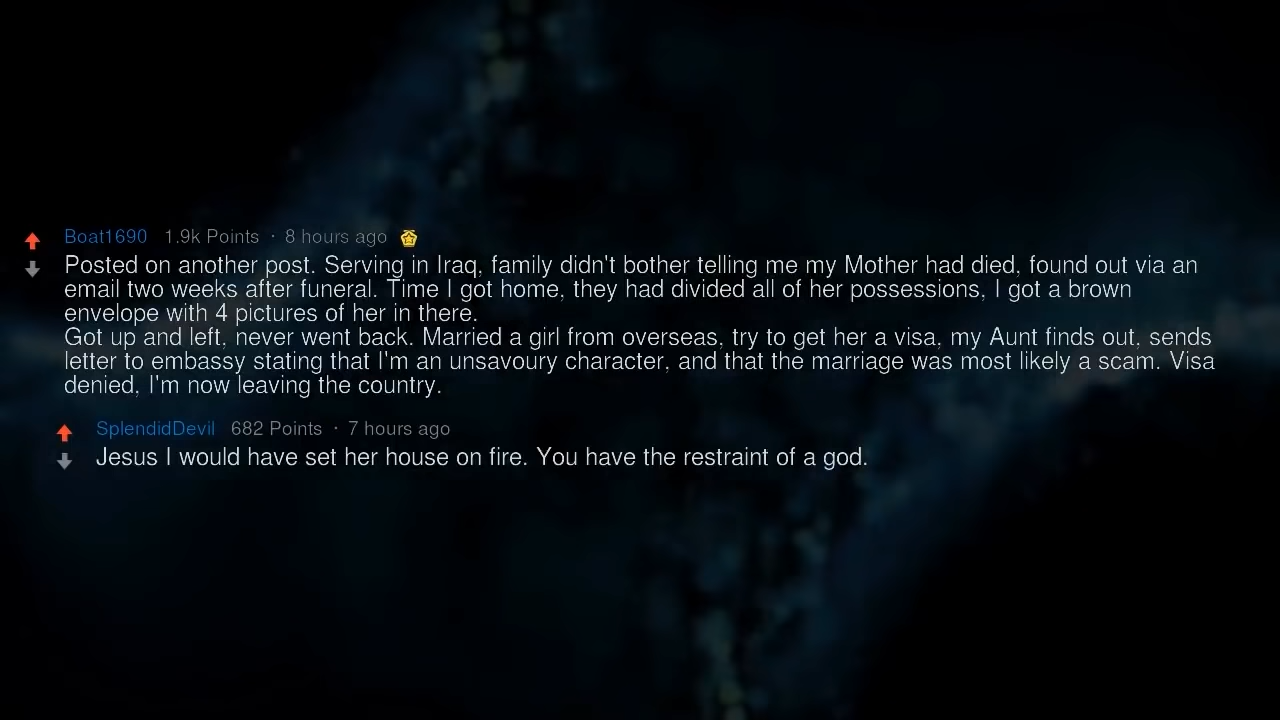 Boat1690 1.9k Points · 8 hours ago
Posted on another post. Serving in Iraq, family didn't bother telling me my Mother had died, found out via an
email two weeks after funeral. Time I got home, they had divided all of her possessions, I got a brown
envelope with 4 pictures of her in there.
Got up and left, never went back. Married a girl from overseas, try to get her a visa, my Aunt finds out, sends
letter to embassy stating that I'm an unsavoury character, and that the marriage was most likely a scam. Visa
denied, I'm now leaving the country.
SplendidDevil 682 Points · 7 hours ago
Jesus I would have set her house on fire. You have the restraint of a god.